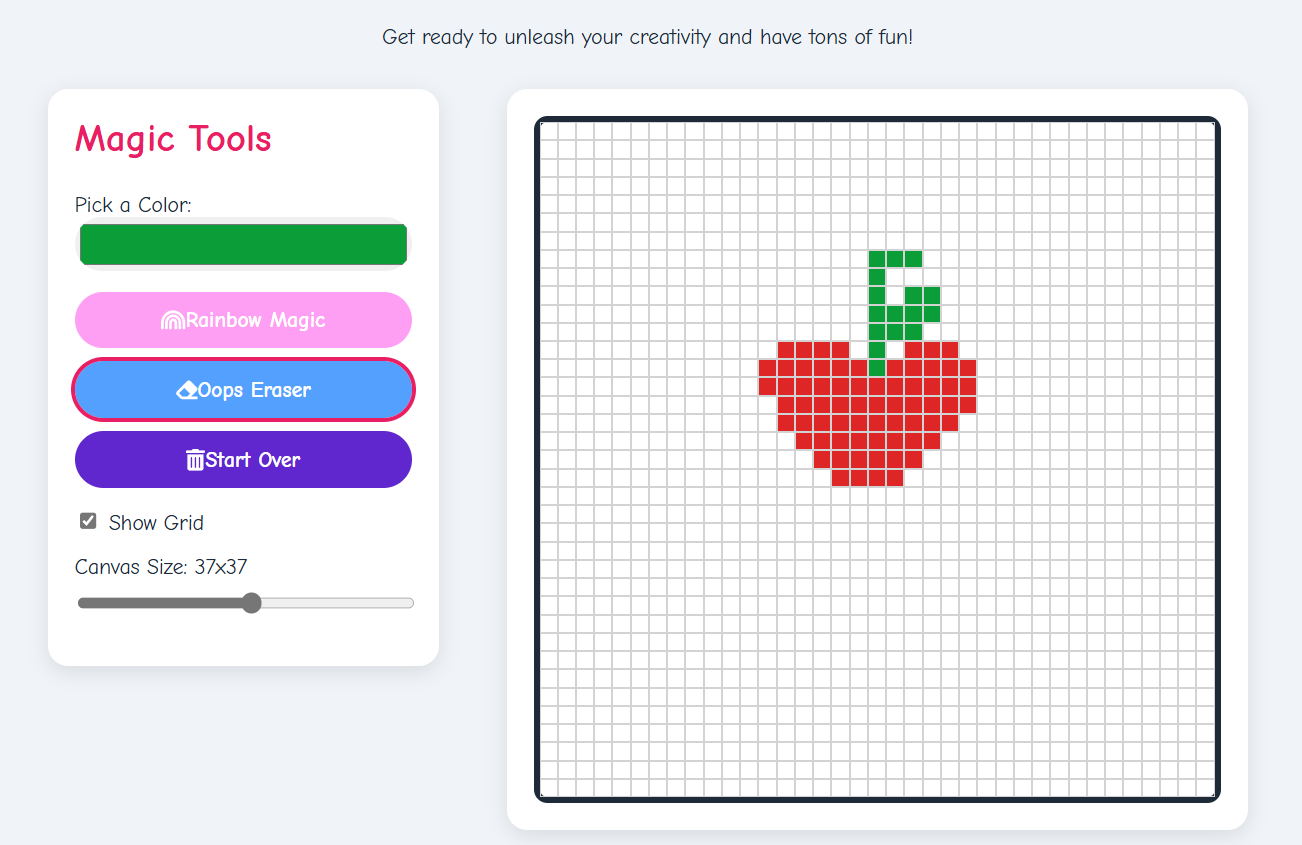 Get ready to unleash your creativity and have tons of fun!
Magic Tools
Pick a Color:
Rainbow Magic
Oops Eraser
Start Over
Show Grid
Canvas Size: 37x37